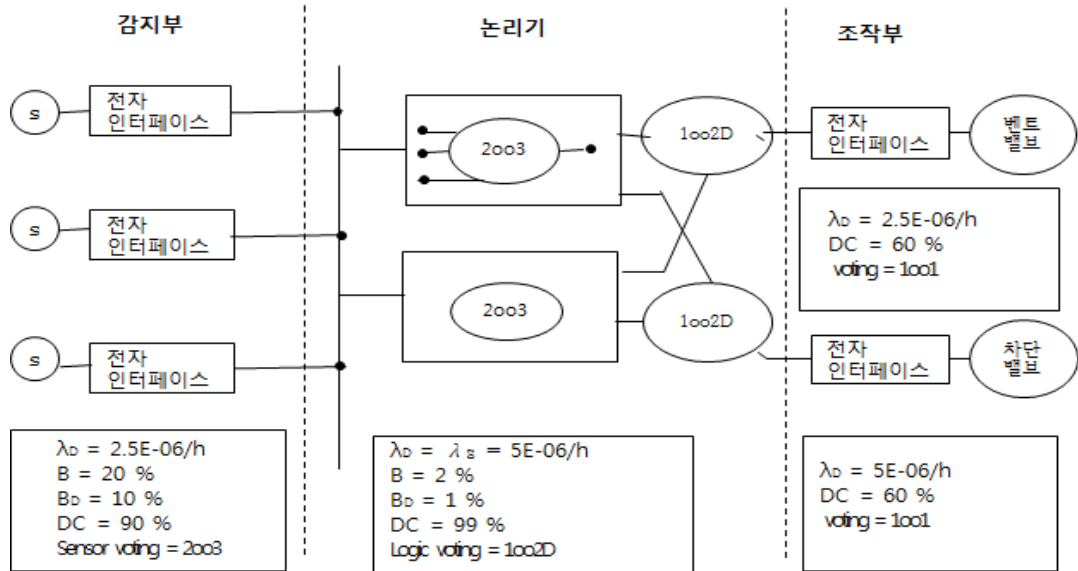 감지부
논리기
조작부
s
전자
인터페이스
s
전자
인터페이스
s
전자
인터페이스
λD = 2.5E-06/h
B = 20 %
BD = 10 %
DC = 90 %
Sensor voting = 2oo3
2oo3
1oo2D
2oo3
1oo2D
λD = λS = 5E-06/h
B = 2 %
BD = 1 %
DC = 99 %
Logic voting = 1oo2D
전자
인터페이스
벤트
밸브
λD = 2.5E-06/h
DC = 60 %
voting = 1oo1
전자
인터페이스
차단
밸브
λD = 5E-06/h
DC = 60 %
voting = 1oo1